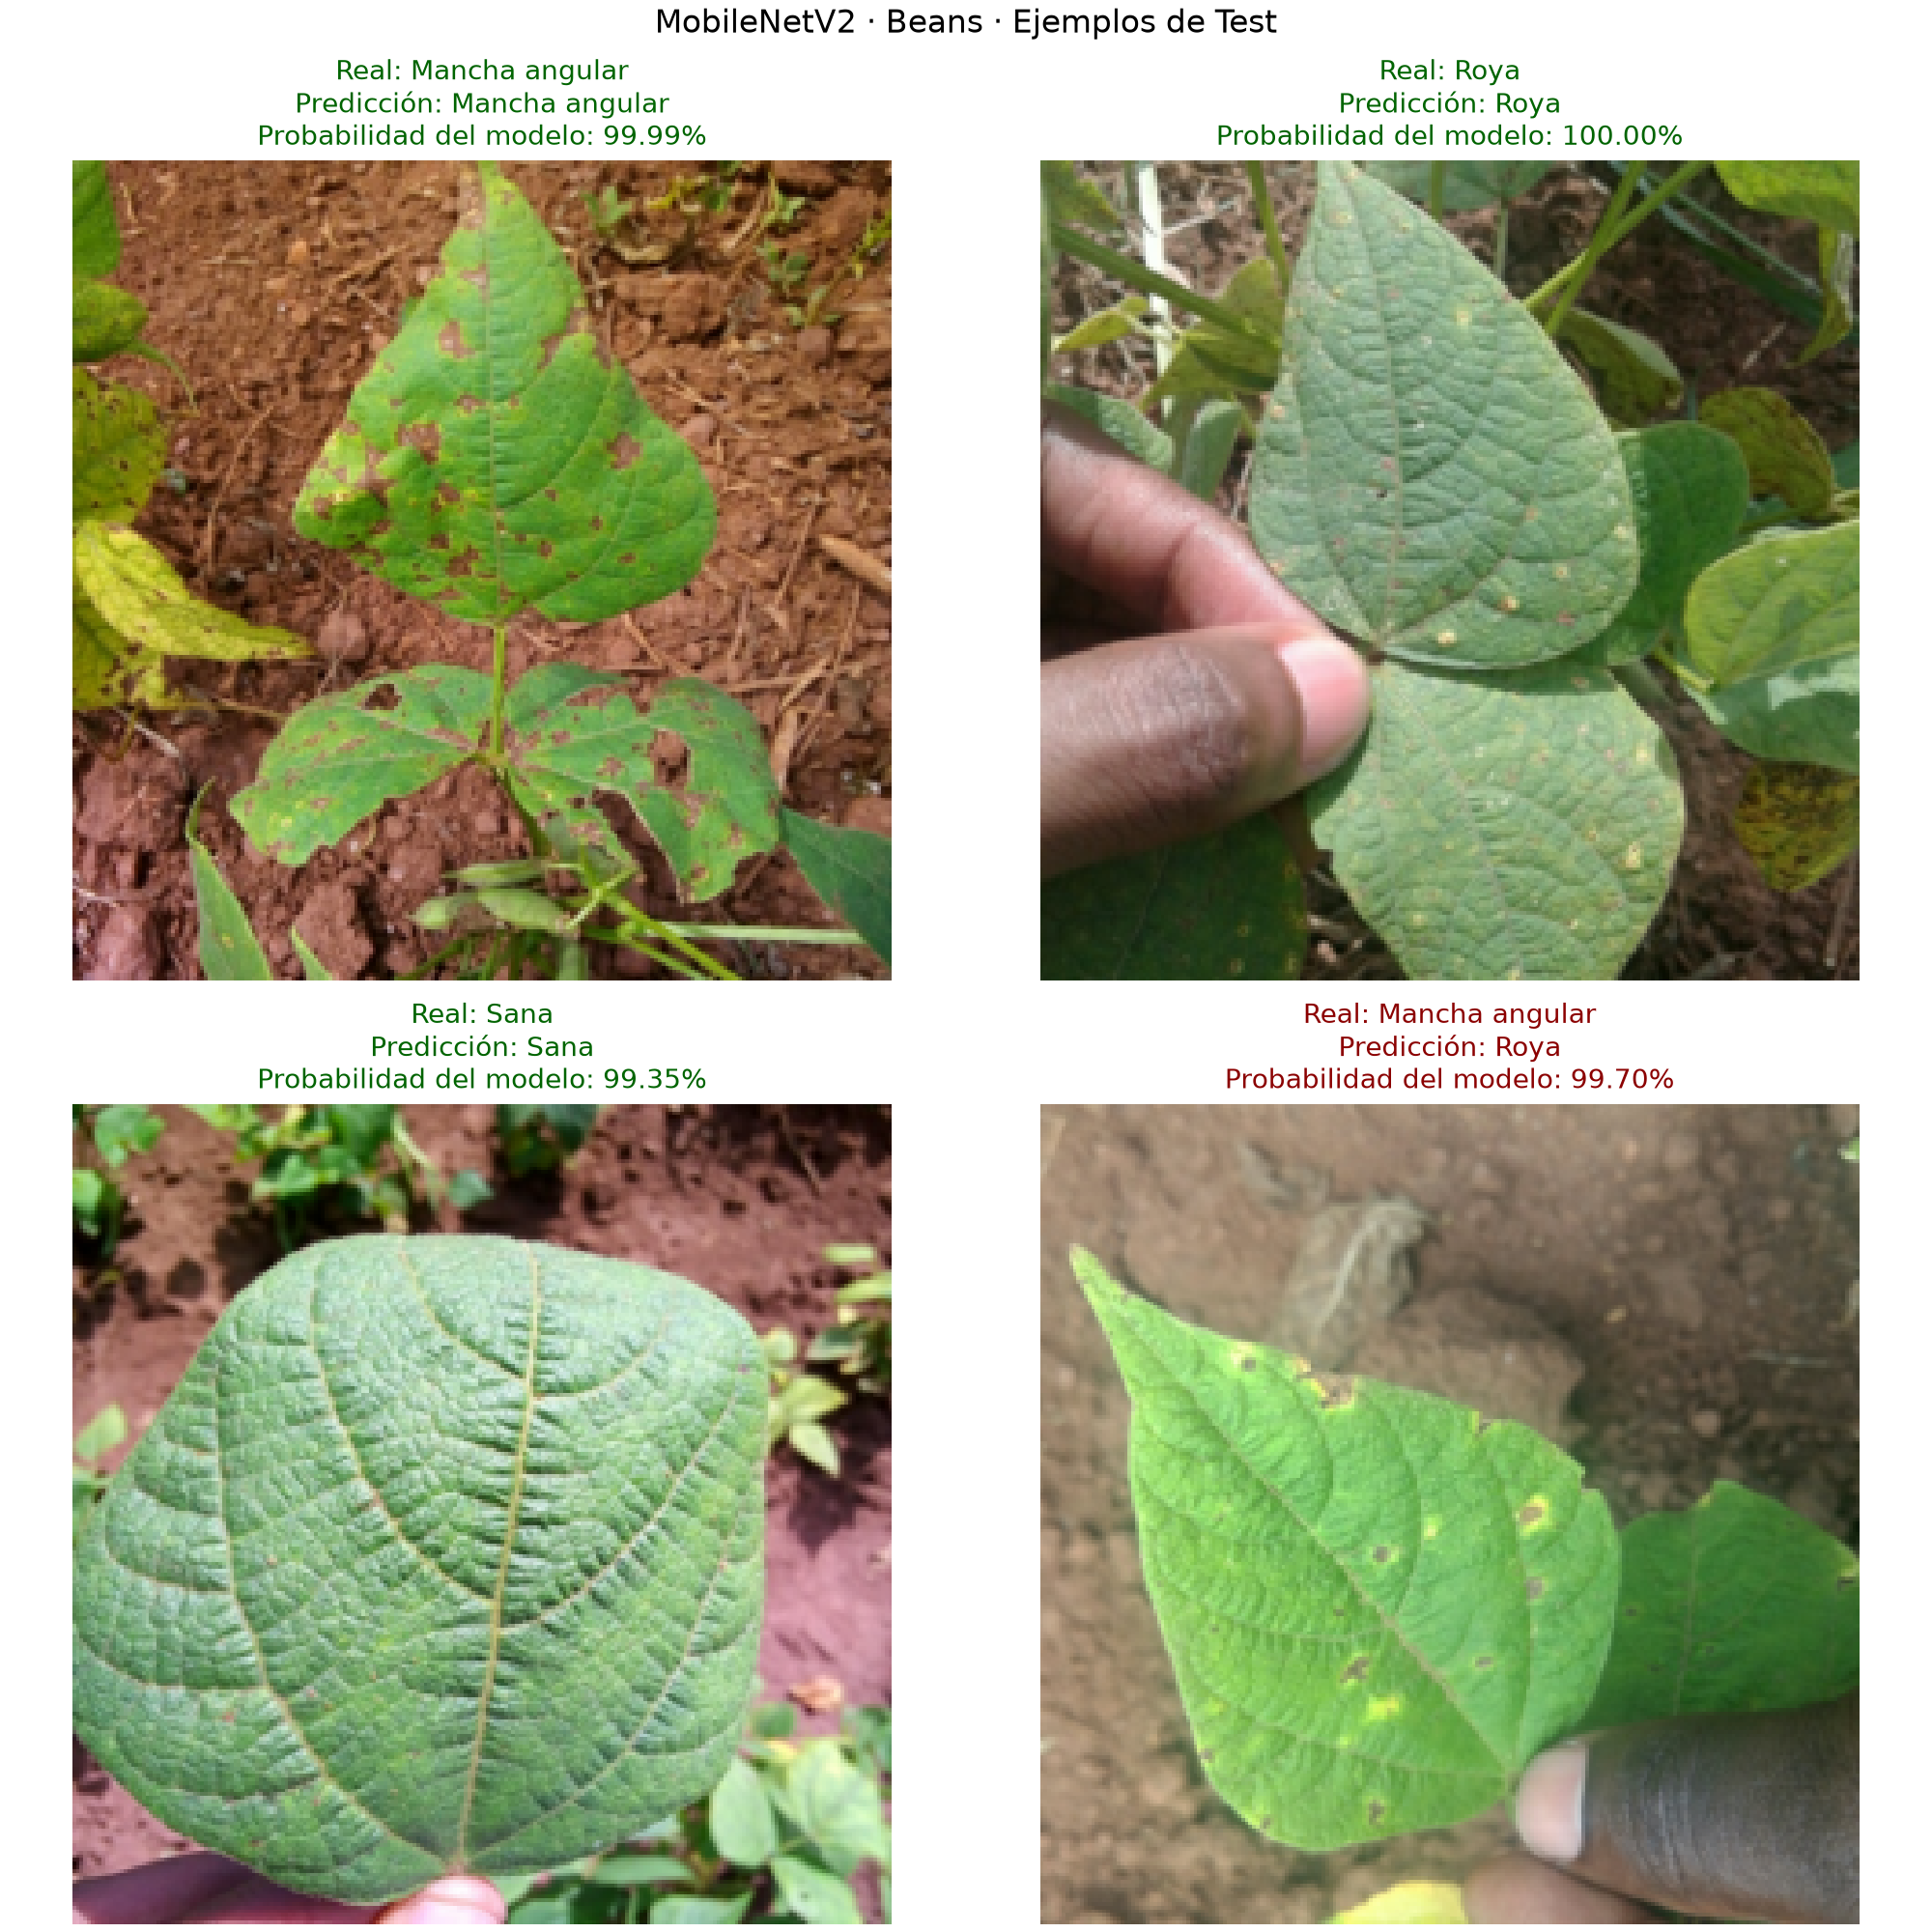 MobileNetV2 · Beans · Ejemplos de Test
Real: Mancha angular
Predicción: Mancha angular
Probabilidad del modelo: 99.99%
Real: Roya
Predicción: Roya
Probabilidad del modelo: 100.00%
Real: Sana
Predicción: Sana
Probabilidad del modelo: 99.35%
Real: Mancha angular
Predicción: Roya
Probabilidad del modelo: 99.70%